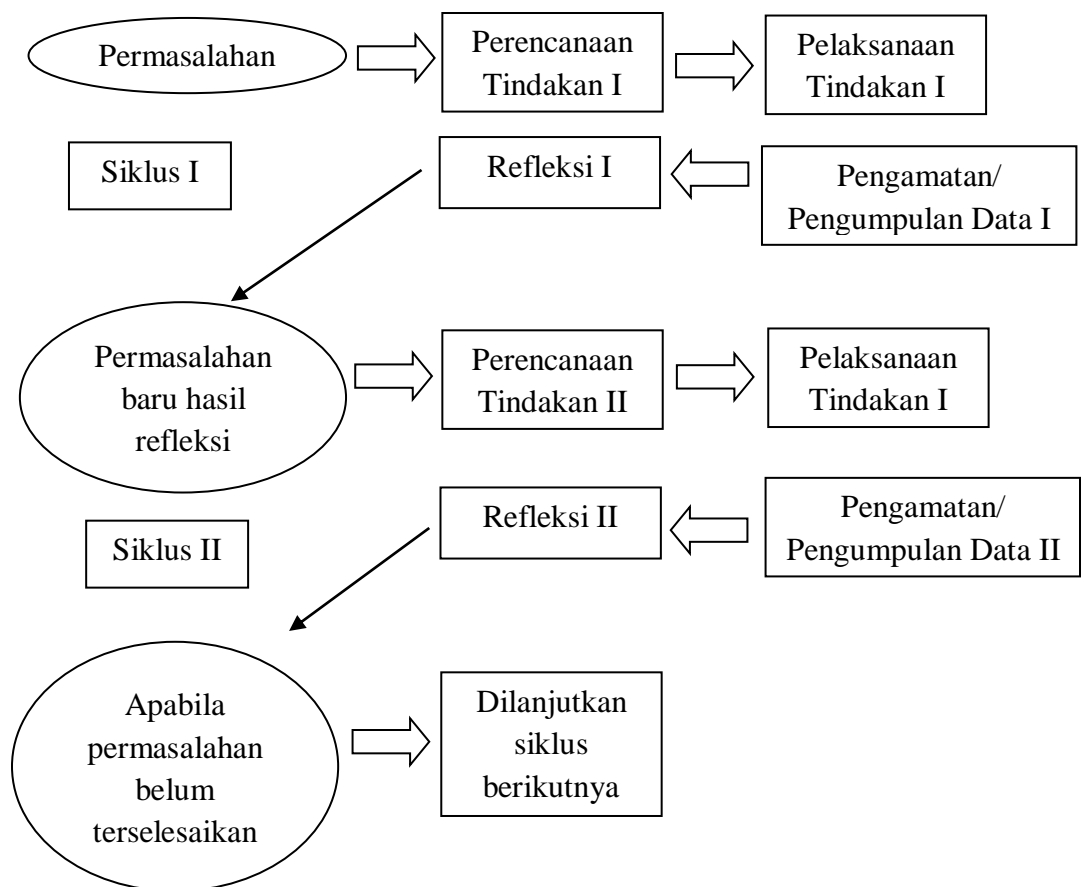 Permasalahan
Perencanaan
Tindakan I
Pelaksanaan
Tindakan I
Siklus I
Refleksi I
Pengamatan/
Pengumpulan Data I
Permasalahan
baru hasil
refleksi
Perencanaan
Tindakan II
Pelaksanaan
Tindakan I
Siklus II
Refleksi II
Pengamatan/
Pengumpulan Data II
Apabila
permasalahan
belum
terselesaikan
Dilanjutkan
siklus
berikutnya